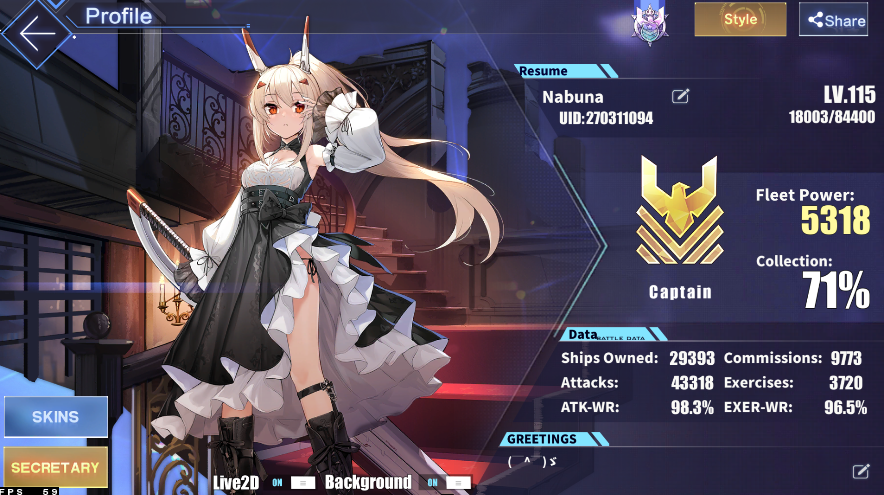 Profile
Style
Share
Resume
Nabuna
LV.115
UID:270311094
18003/84400
Fleet Power:
5318
Collection:
71%
Captain
Data
BATTLE DATA
Ships Owned: 29393 Commissions: 9773
Attacks: 43318 Exercises: 3720
ATK-WR: 98.3% EXER-WR: 96.5%
GREETINGS
( ^ )ゞ
SKINS
SECRETARY
Live2D ON
Background ON
FPS 59